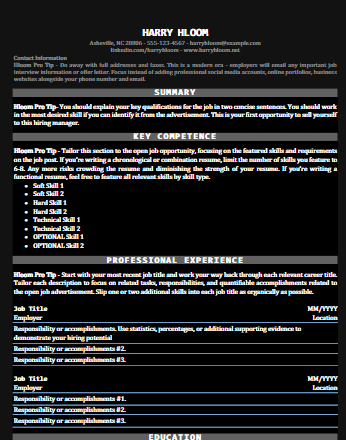 HARRY HLOOM
Asheville, NC 28806 - 555-123-4567 - harryhloom@example.com
linkedin.com/harryhloom - www.harryhloom.net
Contact Information
Hloom Pro Tip - Do away with full addresses and faxes. This is a modern era - employers will email any important job
interview information or offer letter. Focus instead of adding professional social media accounts, online portfolios, business
websites alongside your phone number and email.
SUMMARY
Hloom Pro Tip - You should explain your key qualifications for the job in two concise sentences. You should work
in the most desired skill if you can identify it from the advertisement. This is your first opportunity to sell yourself
to this hiring manager.
KEY COMPETENCE
Hloom Pro Tip - Tailor this section to the open job opportunity, focusing on the featured skills and requirements
on the job post. If you're writing a chronological or combination resume, limit the number of skills you feature to
6-8. Any more risks crowding the resume and diminishing the strength of your resume. If you're writing a
functional resume, feel free to feature all relevant skills by skill type.
• Soft Skill 1
• Soft Skill 2
• Hard Skill 1
• Hard Skill 2
• Technical Skill 1
• Technical Skill 2
• OPTIONAL Skill 1
• OPTIONAL Skill 2
PROFESSIONAL EXPERIENCE
Hloom Pro Tip - Start with your most recent job title and work your way back through each relevant career title.
Tailor each description to focus on related tasks, responsibilities, and quantifiable accomplishments related to
the open job advertisement. Slip one or two additional skills into each job title as organically as possible.
Job Title MM/YYYY
Employer Location
Responsibility or accomplishments. Use statistics, percentages, or additional supporting evidence to
demonstrate your hiring potential
Responsibility or accomplishments #2.
Responsibility or accomplishments #3.
Job Title MM/YYYY
Employer Location
Responsibility or accomplishments #1.
Responsibility or accomplishments #2.
Responsibility or accomplishments #3.
EDUCATION